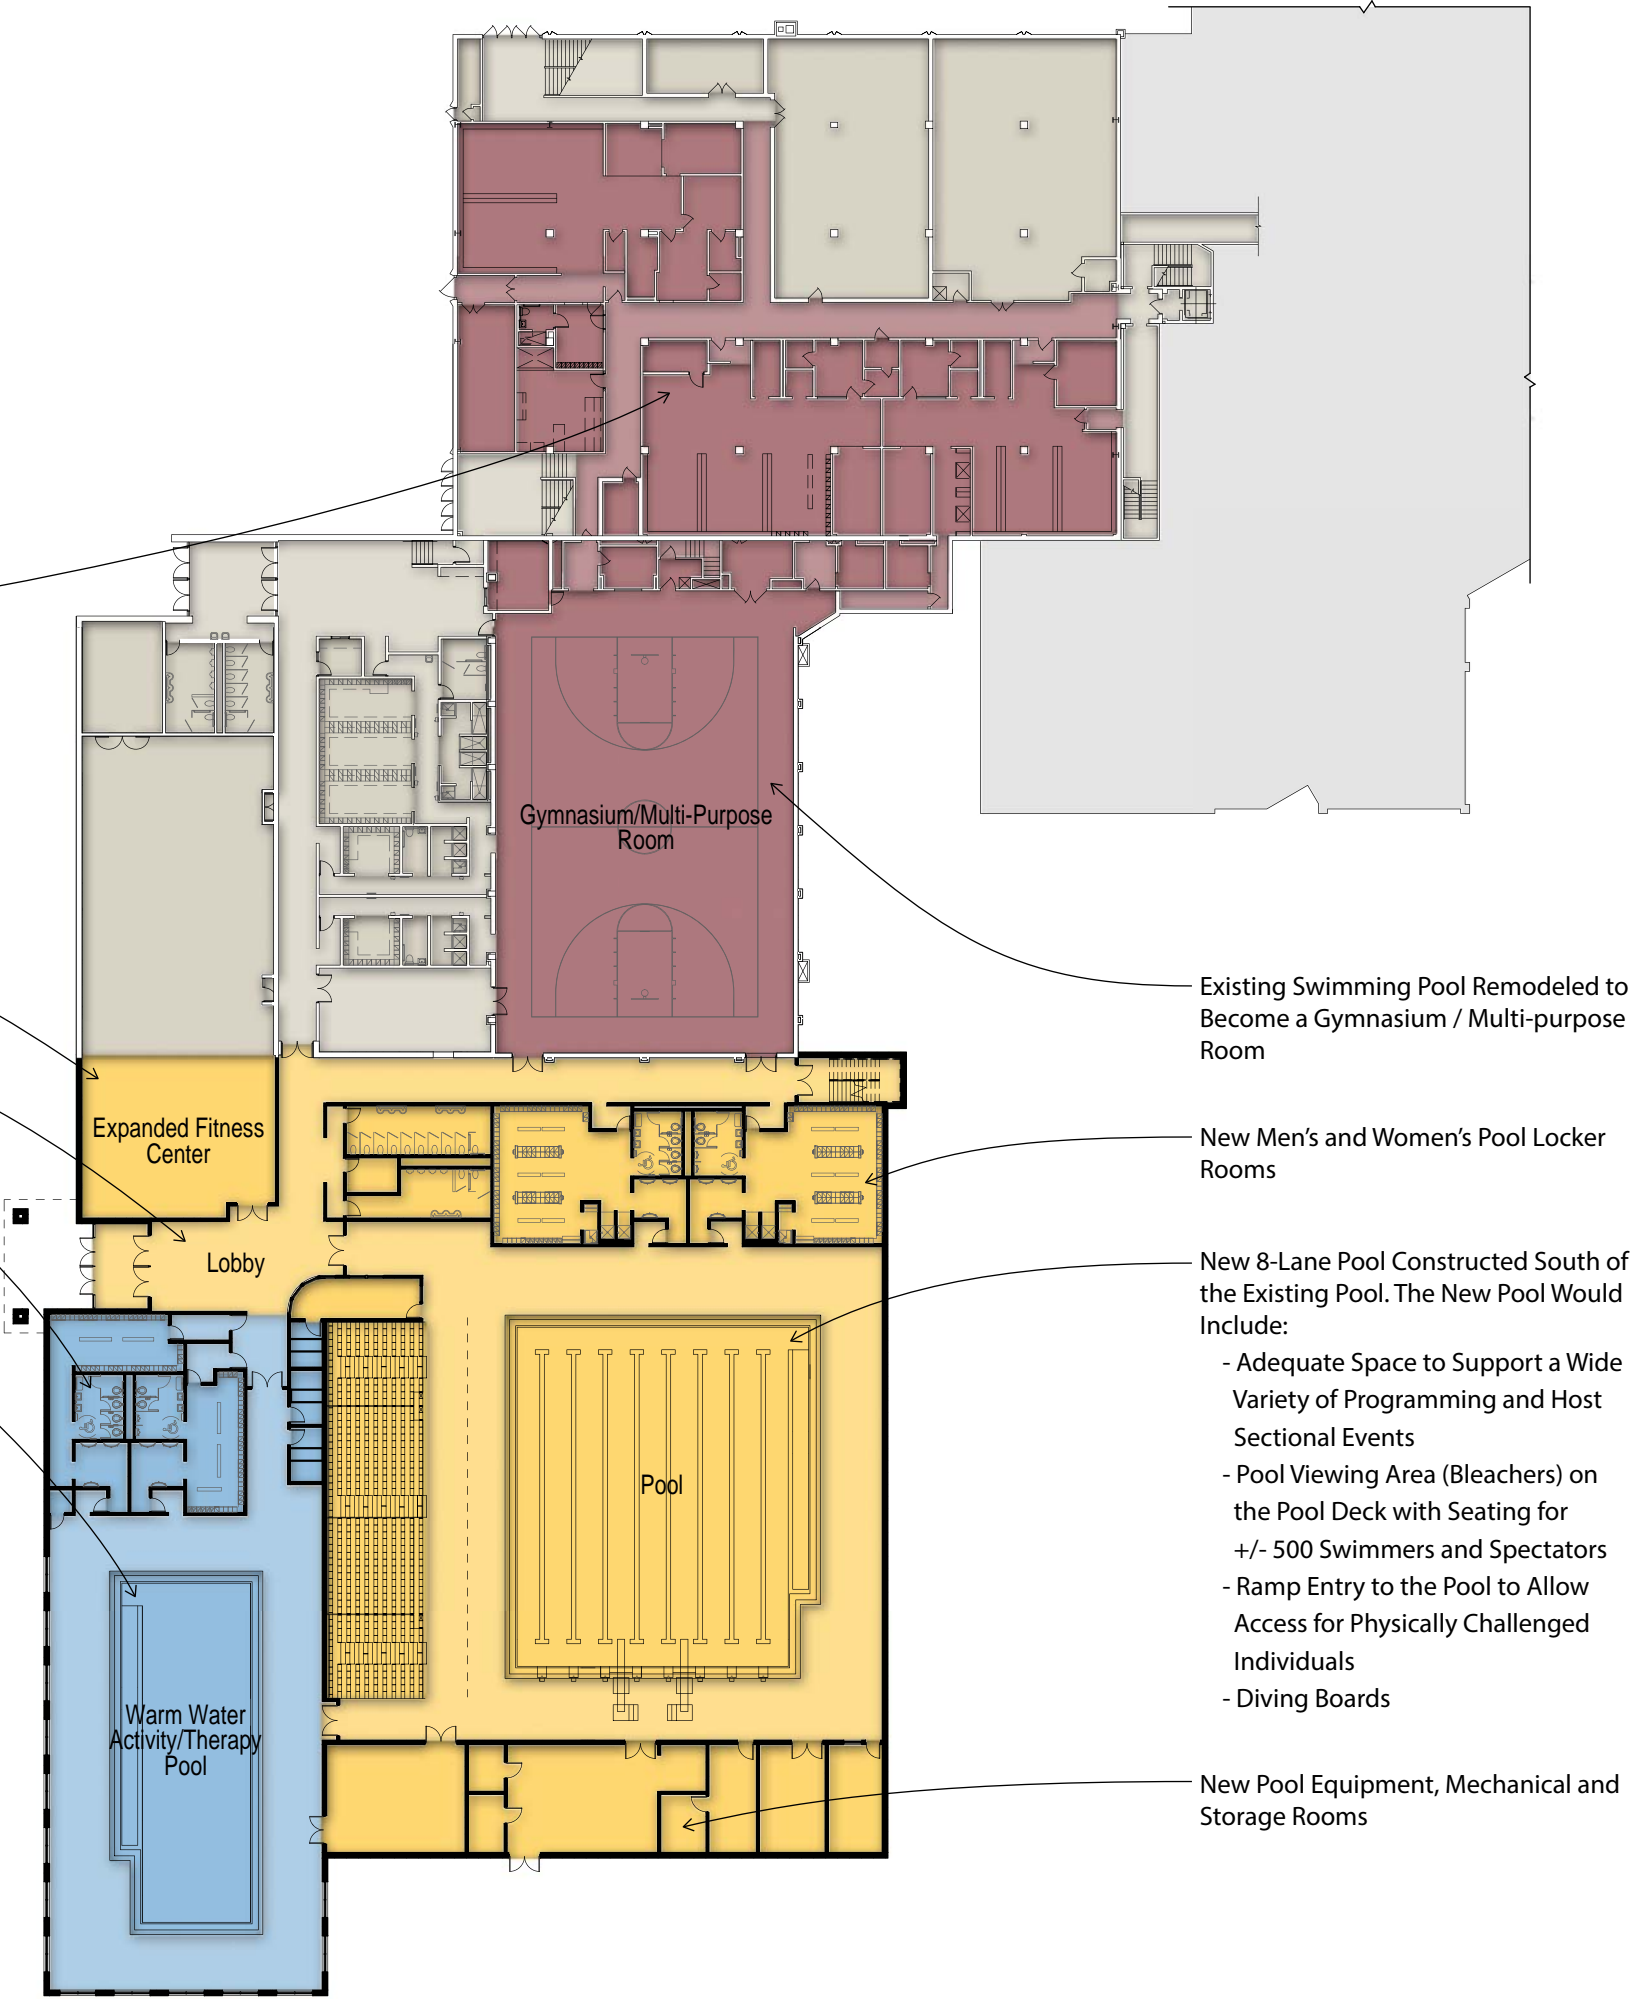 Gymnasium/Multi-Purpose
Room
Existing Swimming Pool Remodeled to
Become a Gymnasium / Multi-purpose
Room
Expanded Fitness
Center
New Men's and Women's Pool Locker
Rooms
Lobby
New 8-Lane Pool Constructed South of
the Existing Pool. The New Pool Would
Include:
- Adequate Space to Support a Wide
Variety of Programming and Host
Sectional Events
- Pool Viewing Area (Bleachers) on
the Pool Deck with Seating for
+/- 500 Swimmers and Spectators
- Ramp Entry to the Pool to Allow
Access for Physically Challenged
Individuals
- Diving Boards
Pool
Warm Water
Activity/Therapy
Pool
New Pool Equipment, Mechanical and
Storage Rooms